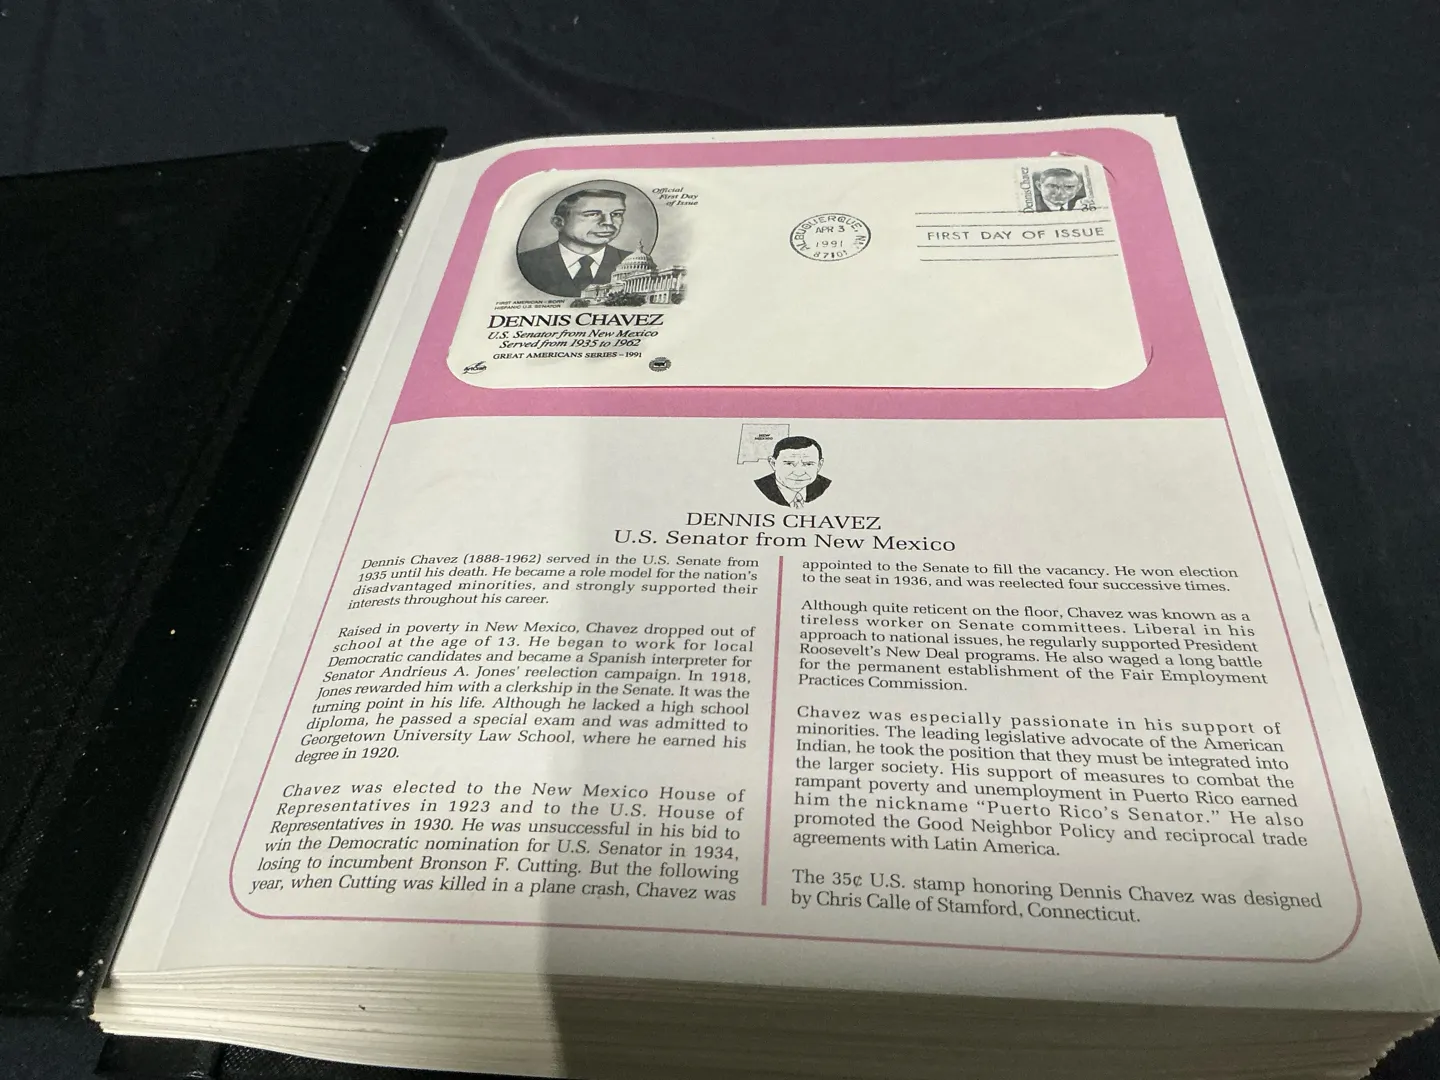 Official
First Day
of Issue
Dennis Chavez
35
ALBUQUERQUE, NM
APR 3
1991
87101
FIRST DAY OF ISSUE
FIRST AMERICAN-BORN
HISPANIC U.S. SENATOR
DENNIS CHAVEZ
U.S. Senator from New Mexico
Served from 1935 to 1962
GREAT AMERICANS SERIES – 1991
ArtCraft
NEW
MEXICO
DENNIS CHAVEZ
U.S. Senator from New Mexico
Dennis Chavez (1888-1962) served in the U.S. Senate from
1935 until his death. He became a role model for the nation's
disadvantaged minorities, and strongly supported their
interests throughout his career.
Raised in poverty in New Mexico, Chavez dropped out of
school at the age of 13. He began to work for local
Democratic candidates and became a Spanish interpreter for
Senator Andrieus A. Jones' reelection campaign. In 1918,
Jones rewarded him with a clerkship in the Senate. It was the
turning point in his life. Although he lacked a high school
diploma, he passed a special exam and was admitted to
Georgetown University Law School, where he earned his
degree in 1920.
Chavez was elected to the New Mexico House of
Representatives in 1923 and to the U.S. House of
Representatives in 1930. He was unsuccessful in his bid to
win the Democratic nomination for U.S. Senator in 1934,
losing to incumbent Bronson F. Cutting. But the following
year, when Cutting was killed in a plane crash, Chavez was
appointed to the Senate to fill the vacancy. He won election
to the seat in 1936, and was reelected four successive times.
Although quite reticent on the floor, Chavez was known as a
tireless worker on Senate committees. Liberal in his
approach to national issues, he regularly supported President
Roosevelt's New Deal programs. He also waged a long battle
for the permanent establishment of the Fair Employment
Practices Commission.
Chavez was especially passionate in his support of
minorities. The leading legislative advocate of the American
Indian, he took the position that they must be integrated into
the larger society. His support of measures to combat the
rampant poverty and unemployment in Puerto Rico earned
him the nickname "Puerto Rico's Senator." He also
promoted the Good Neighbor Policy and reciprocal trade
agreements with Latin America.
The 35¢ U.S. stamp honoring Dennis Chavez was designed
by Chris Calle of Stamford, Connecticut.